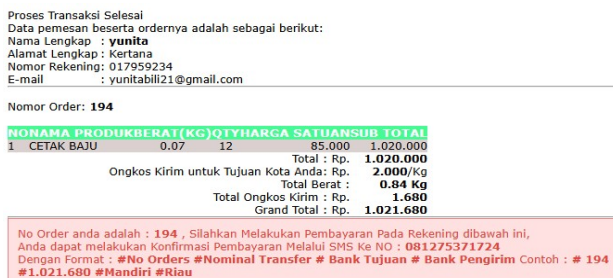 Proses Transaksi Selesai
Data pemesan beserta ordernya adalah sebagai berikut:
Nama Lengkap : yunita
Alamat Lengkap : Kertana
Nomor Rekening: 017959234
E-mail : yunitabili21@gmail.com
Nomor Order: 194
NONAMA PRODUKBERAT(KG)QTYHARGA SATUANSUB TOTAL
1 CETAK BAJU 0.07 12 85.000 1.020.000
Total : Rp. 1.020.000
Ongkos Kirim untuk Tujuan Kota Anda: Rp. 2.000/Kg
Total Berat : 0.84 Kg
Total Ongkos Kirim : Rp. 1.680
Grand Total : Rp. 1.021.680
No Order anda adalah : 194 , Silahkan Melakukan Pembayaran Pada Rekening dibawah ini,
Anda dapat melakukan Konfirmasi Pembayaran Melalui SMS Ke NO : 081275371724
Dengan Format : #No Orders #Nominal Transfer # Bank Tujuan # Bank Pengirim Contoh : # 194
#1.021.680 #Mandiri #Riau